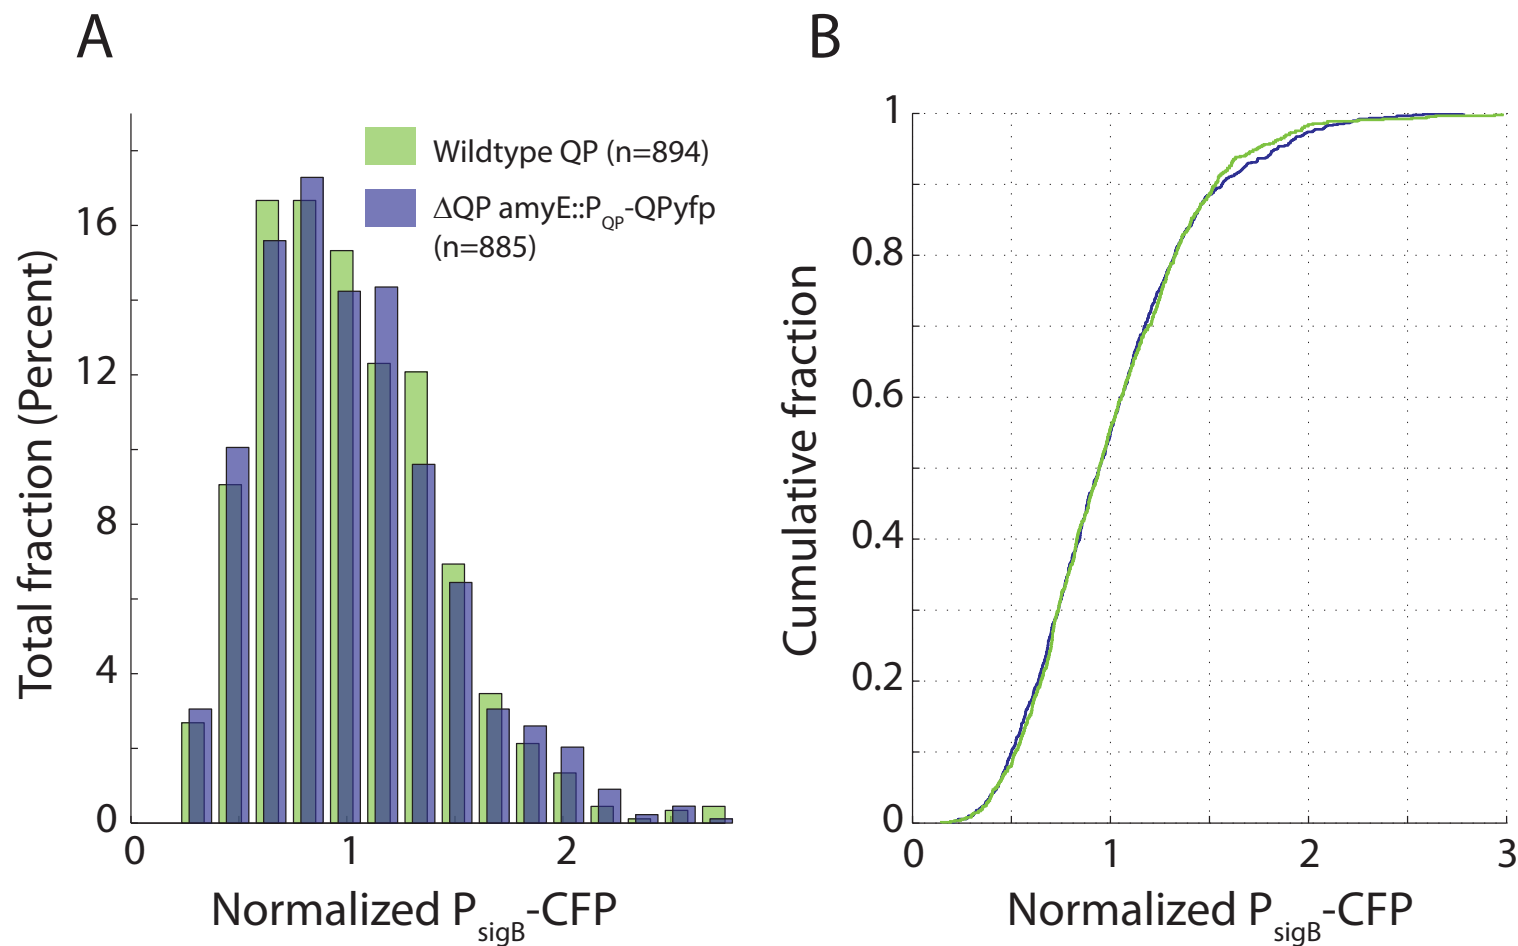 A
Total fraction (Percent)
16
12
8
4
0
0
1
2
Normalized PsigB-CFP
Wildtype QP (n=894)
ΔQP amyE::PQP-QPyfp
(n=885)
B
Cumulative fraction
1
0.8
0.6
0.4
0.2
0
0
1
2
3
Normalized PsigB-CFP